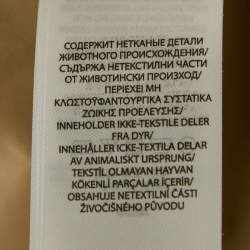 СОДЕРЖИТ НЕТКАНЫЕ ДЕТАЛИ
ЖИВОТНОГО ПРОИСХОЖДЕНИЯ/
СЪДЪРЖА НЕТЕКСТИЛНИ ЧАСТИ
ОТ ЖИВОТИНСКИ ПРОИЗХОД/
ΠΕΡΙΕΧΕΙ ΜΗ
ΚΛΩΣΤΟΫΦΑΝΤΟΥΡΓΙΚΑ ΣΥΣΤΑΤΙΚΑ
ΖΩΙΚΗΣ ΠΡΟΕΛΕΥΣΗΣ/
INNEHOLDER IKKE-TEKSTILE DELER
FRA DYR/
INNEHÅLLER ICKE-TEXTILA DELAR
AV ANIMALISKT URSPRUNG/
TEKSTİL OLMAYAN HAYVAN
KÖKENLİ PARÇALAR İÇERİR/
OBSAHUJE NETEXTILNÍ ČÁSTI
ŽIVOČIŠNÉHO PŮVODU